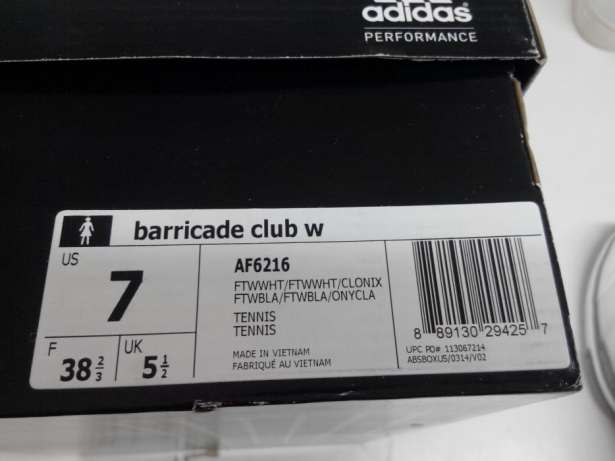 adidas
PERFORMANCE
barricade club w
US
7
F
38 2/3
UK
5 1/2
AF6216
FTWWHT/FTWWHT/CLONIX
FTWBLA/FTWBLA/ONYCLA
TENNIS
TENNIS
MADE IN VIETNAM
FABRIQUÉ AU VIETNAM
8 89130 29425 7
UPC PO# 113067214
ABSBOXUS/0314/V02